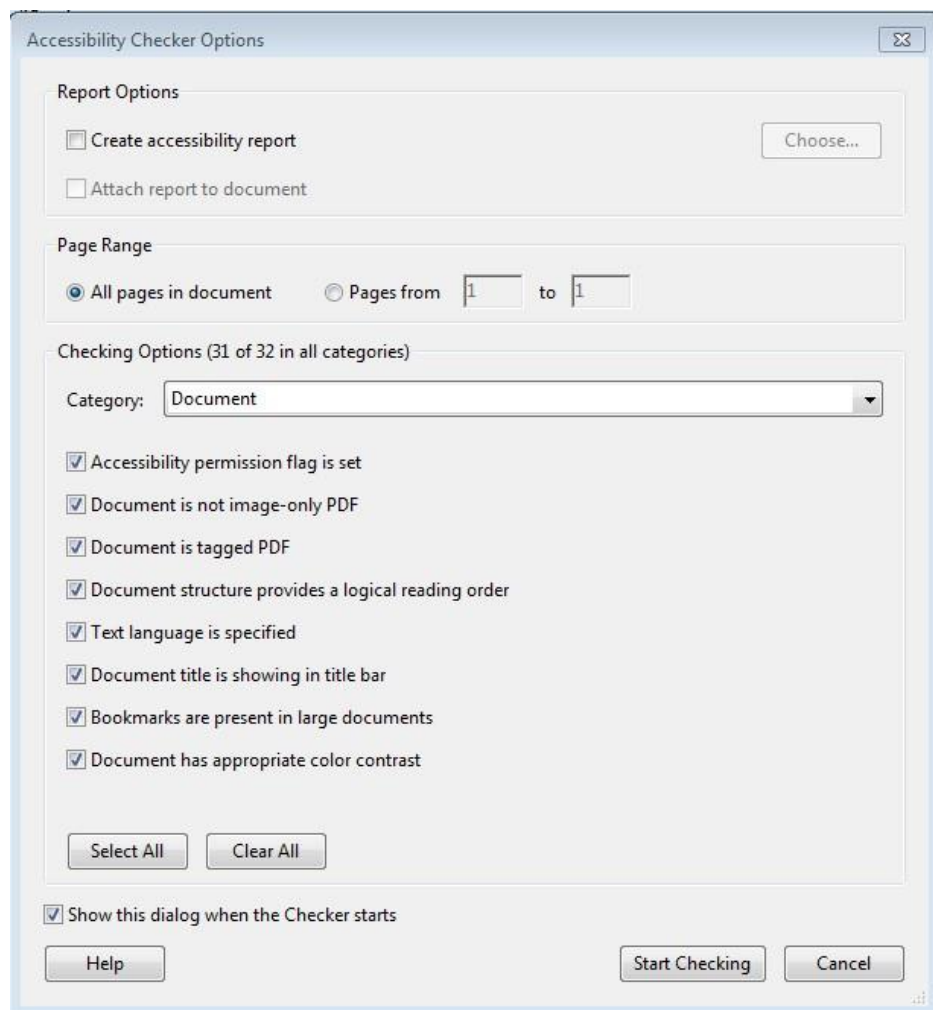 Accessibility Checker Options
Report Options
Create accessibility report
Choose...
Attach report to document
Page Range
All pages in document Pages from 1 to 1
Checking Options (31 of 32 in all categories)
Category: Document
Accessibility permission flag is set
Document is not image-only PDF
Document is tagged PDF
Document structure provides a logical reading order
Text language is specified
Document title is showing in title bar
Bookmarks are present in large documents
Document has appropriate color contrast
Select All Clear All
Show this dialog when the Checker starts
Help Start Checking Cancel